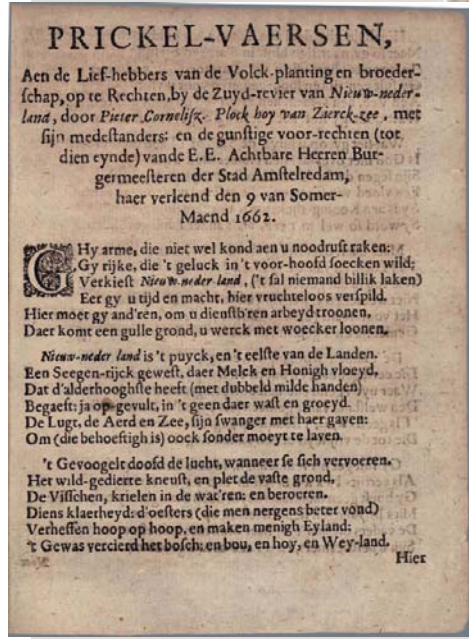 PRICKEL-VAERSEN,
Aen de Lief-hebbers van de Volck-planting en broeder-
schap, op te Rechten, by de Zuyd-revier van Nieuw-neder-
land, door Pieter Cornelisz. Plock hoy van Zierck-zee, met
sijn medestanders: en de gunstige voor-rechten (tot
dien eynde) vande E.E. Achtbare Heeren Bur-
germeesteren der Stad Amstelredam,
haer verleend den 9 van Somer-
Maend 1662.
GHy arme, die niet wel kond aen u noodruft raken:
Gy rijke, die 't geluck in 't voor-hoofd soecken wild;
Verkiest Nieuw-neder-land, ('t sal niemand billik laken)
Eer gy u tijd en macht, hier vruchteloos verspild.
Hier moet gy and'ren, om u dienstb'ren arbeyd troonen,
Daer komt een gulle grond, u werck met woecker loonen.
Nieuw-neder land is 't puyck, en 't eelste van de Landen.
Een Seegen-rijck gewest, daer Melck en Honigh vloeyd,
Dat d'alderhooghste heeft (met dubbeld milde handen)
Begaeft: ja op-gevult, in 't geen daer wast en groeyd.
De Lugt, de Aerd en Zee, sijn swanger met haer gaven:
Om (die behoeftigh is) oock sonder moeyt te laven.
't Gevoogelt doofd de lucht, wanneer se sich vervoeren.
Het wild-gedierte kneust, en plet de vaste grond,
De Visschen, krielen in de wat'ren: en beroeren.
Diens klaerheyd: d'oesters (die men nergens beter vond)
Verheffen hoop op hoop, en maken menigh Eyland:
't Gewas vercierd het bosch: en bou, en hoy, en Wey-land.
Hier